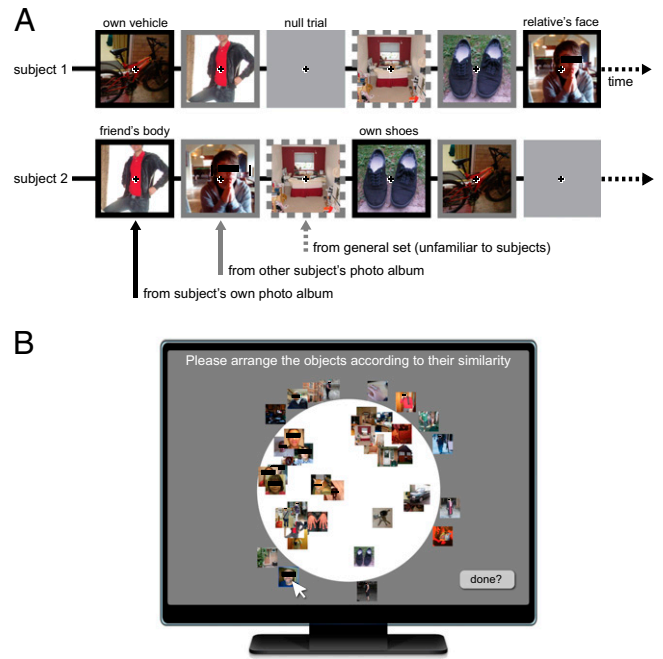 A
own vehicle
null trial
relative's face
subject 1
time
friend's body
own shoes
subject 2
from general set (unfamiliar to subjects)
from other subject's photo album
from subject's own photo album
B
Please arrange the objects according to their similarity
done?